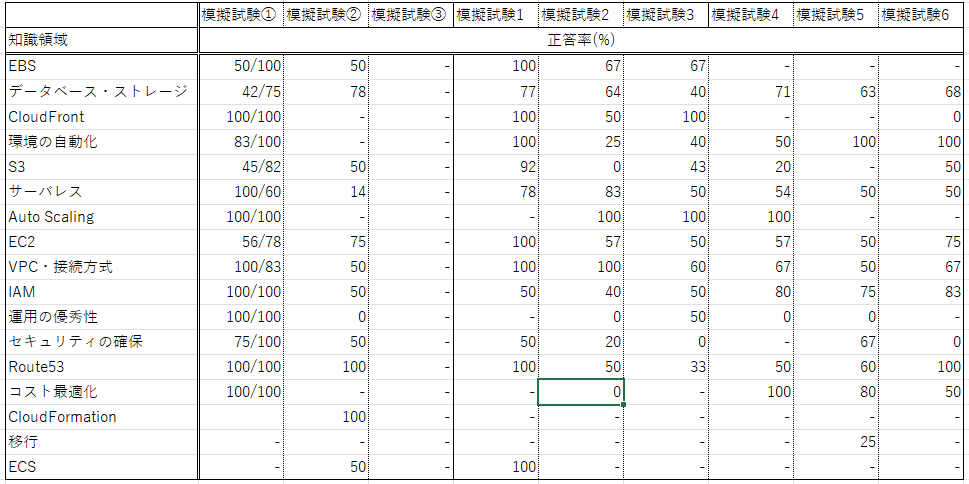 模擬試験① 模擬試験② 模擬試験③ 模擬試験1 模擬試験2 模擬試験3 模擬試験4 模擬試験5 模擬試験6
知識領域 正答率(%)
EBS 50/100 50 - 100 67 67 - - -
データベース・ストレージ 42/75 78 - 77 64 40 71 63 68
CloudFront 100/100 - - 100 50 100 - - 0
環境の自動化 83/100 - - 100 25 40 50 100 100
S3 45/82 50 - 92 0 43 20 - 50
サーバレス 100/60 14 - 78 83 50 54 50 50
Auto Scaling 100/100 - - - 100 100 100 - -
EC2 56/78 75 - 100 57 50 57 50 75
VPC・接続方式 100/83 50 - 100 100 60 67 50 67
IAM 100/100 50 - 50 40 50 80 75 83
運用の優秀性 100/100 0 - - 0 50 0 0 -
セキュリティの確保 75/100 50 - 50 20 0 - 67 0
Route53 100/100 100 - 100 50 33 50 60 100
コスト最適化 100/100 - - - 0 - 100 80 50
CloudFormation 100 - - - - - - -
移行 - - - - - - - 25 -
ECS - 50 - 100 - - - - -